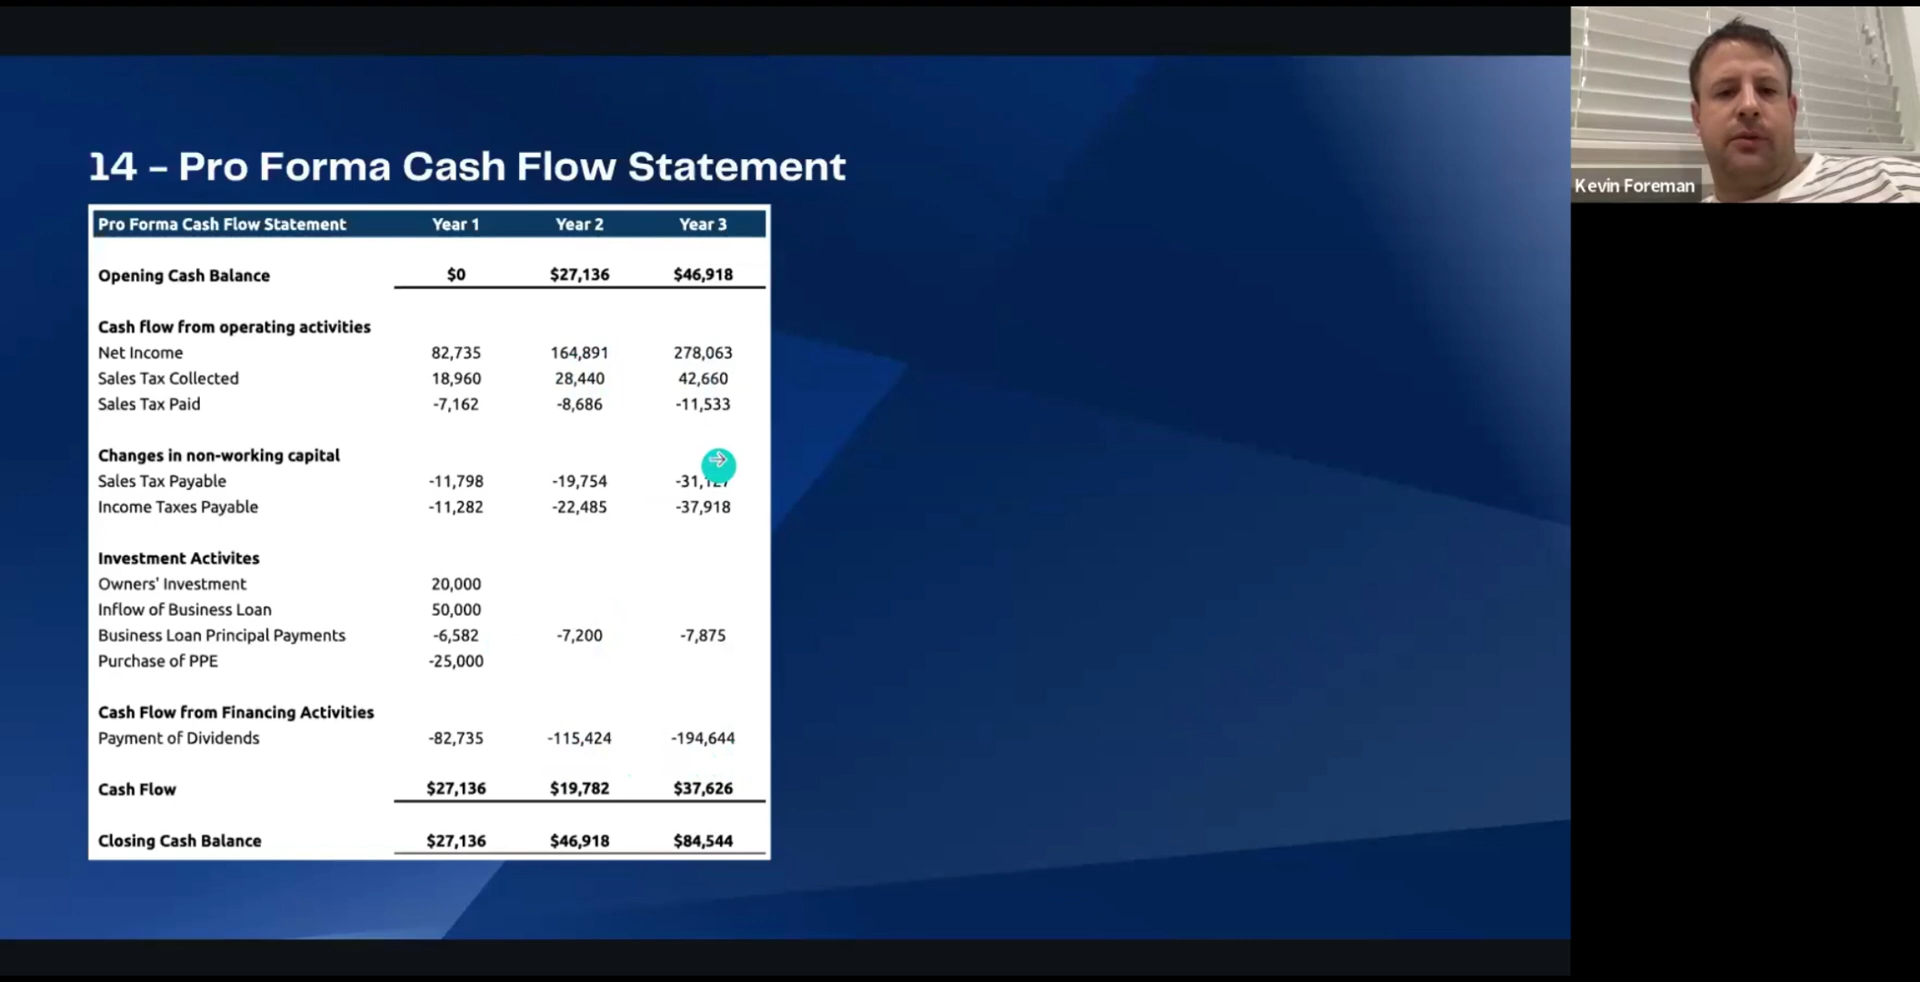 14 – Pro Forma Cash Flow Statement
Pro Forma Cash Flow Statement Year 1 Year 2 Year 3
Opening Cash Balance $0 $27,136 $46,918
Cash flow from operating activities
Net Income 82,735 164,891 278,063
Sales Tax Collected 18,960 28,440 42,660
Sales Tax Paid -7,162 -8,686 -11,533
Changes in non-working capital
Sales Tax Payable -11,798 -19,754
Income Taxes Payable -11,282 -22,485 -37,918
Investment Activites
Owners' Investment 20,000
Inflow of Business Loan 50,000
Business Loan Principal Payments -6,582 -7,200 -7,875
Purchase of PPE -25,000
Cash Flow from Financing Activities
Payment of Dividends -82,735 -115,424 -194,644
Cash Flow $27,136 $19,782 $37,626
Closing Cash Balance $27,136 $46,918 $84,544
Kevin Foreman